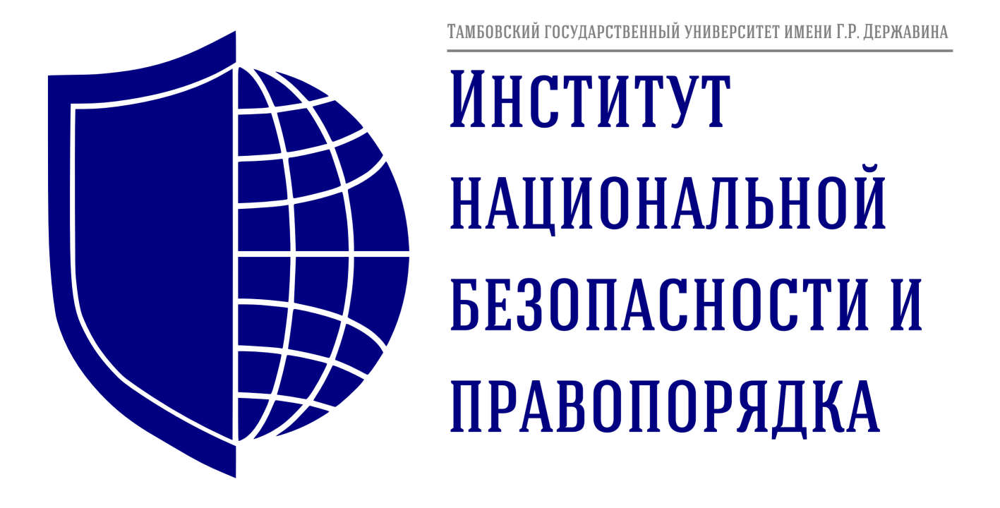 Тамбовский государственный университет имени Г.Р. Державина
Институт
национальной
безопасности и
правопорядка